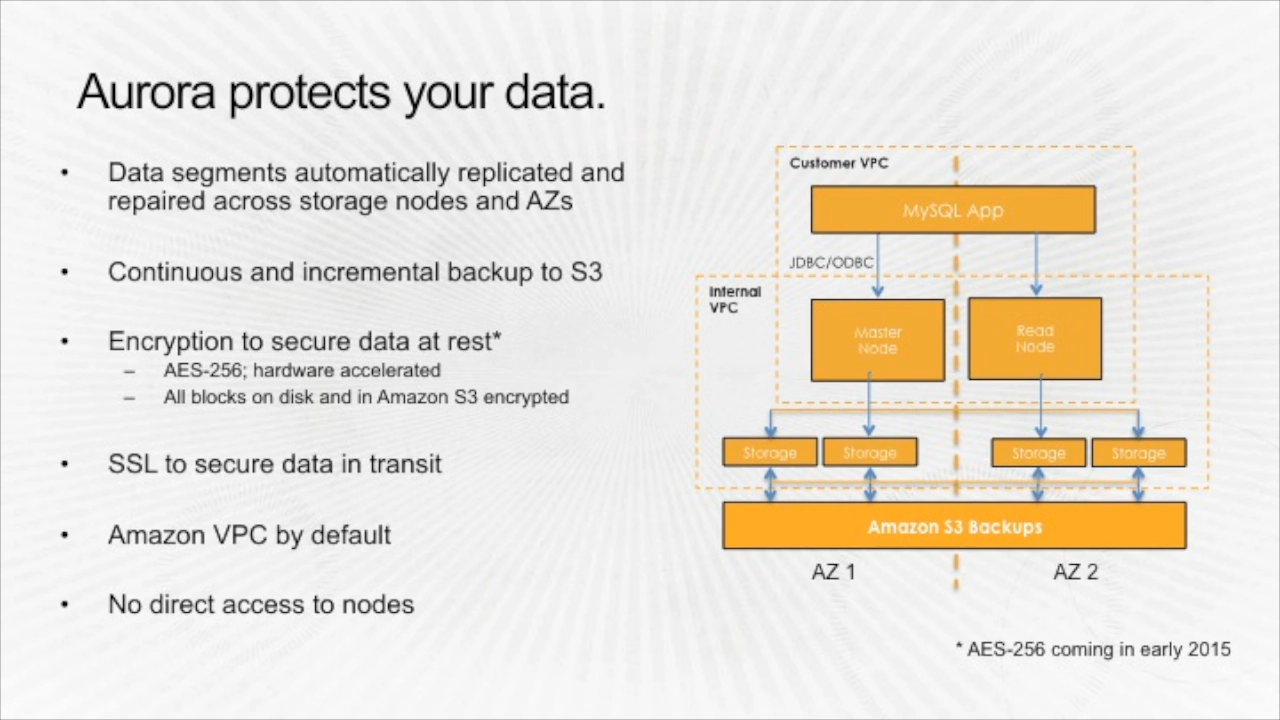 Aurora protects your data.
• Data segments automatically replicated and
repaired across storage nodes and AZs
• Continuous and incremental backup to S3
• Encryption to secure data at rest*
– AES-256; hardware accelerated
– All blocks on disk and in Amazon S3 encrypted
• SSL to secure data in transit
• Amazon VPC by default
• No direct access to nodes
Customer VPC
MySQL App
JDBC/ODBC
Internal
VPC
Master
Node
Read
Node
Storage
Storage
Storage
Storage
Amazon S3 Backups
AZ 1
AZ 2
* AES-256 coming in early 2015